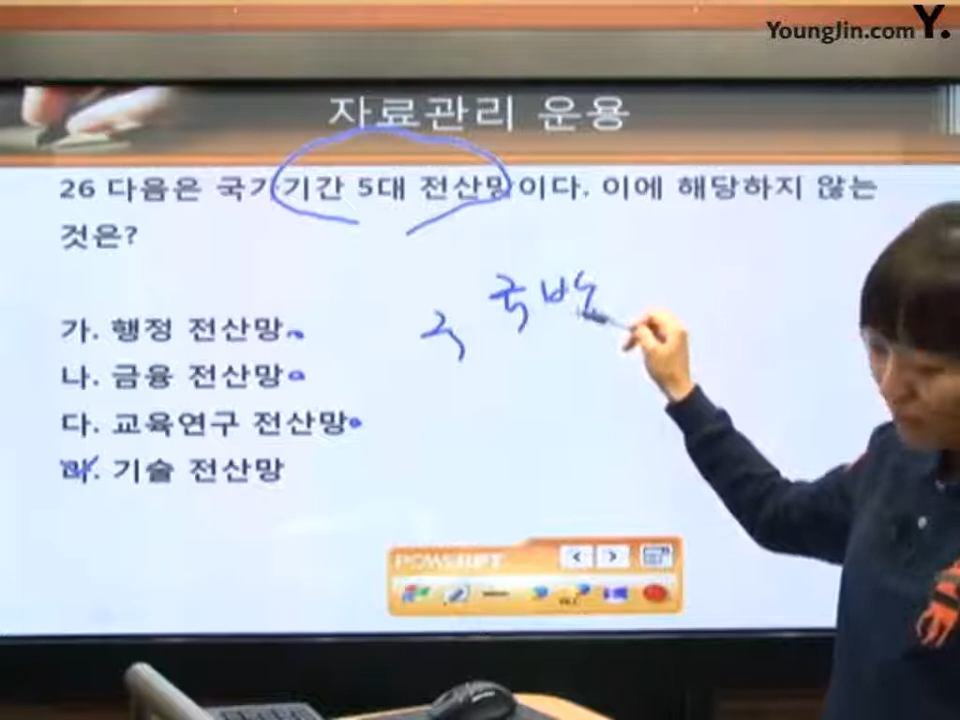 YoungJin.com Y.
자료관리 운용
26 다음은 국가 기간 5대 전산망이다. 이에 해당하지 않는
것은?
국방
가. 행정 전산망
나. 금융 전산망
다. 교육연구 전산망
라. 기술 전산망